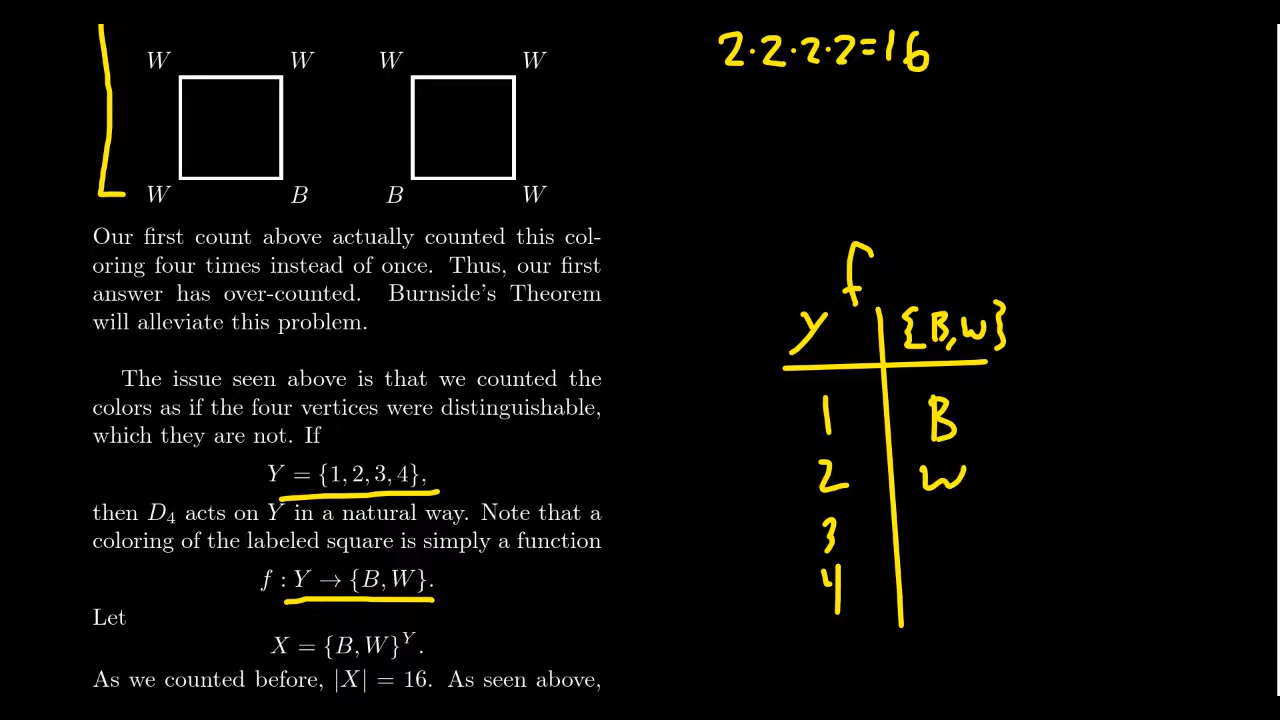 W W W W
W B B W
Our first count above actually counted this col-
oring four times instead of once. Thus, our first
answer has over-counted. Burnside's Theorem
will alleviate this problem.
The issue seen above is that we counted the
colors as if the four vertices were distinguishable,
which they are not. If
Y = {1, 2, 3, 4},
then D₄ acts on Y in a natural way. Note that a
coloring of the labeled square is simply a function
f : Y → {B, W}.
Let
X = {B, W}^Y.
As we counted before, |X| = 16. As seen above,
2·2·2·2=16
f
Y {B,W}
1 B
2 W
3
4